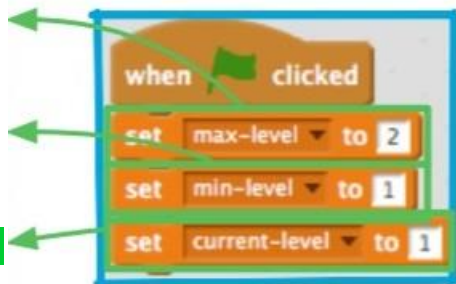 when clicked
set max-level to 2
set min-level to 1
set current-level to 1